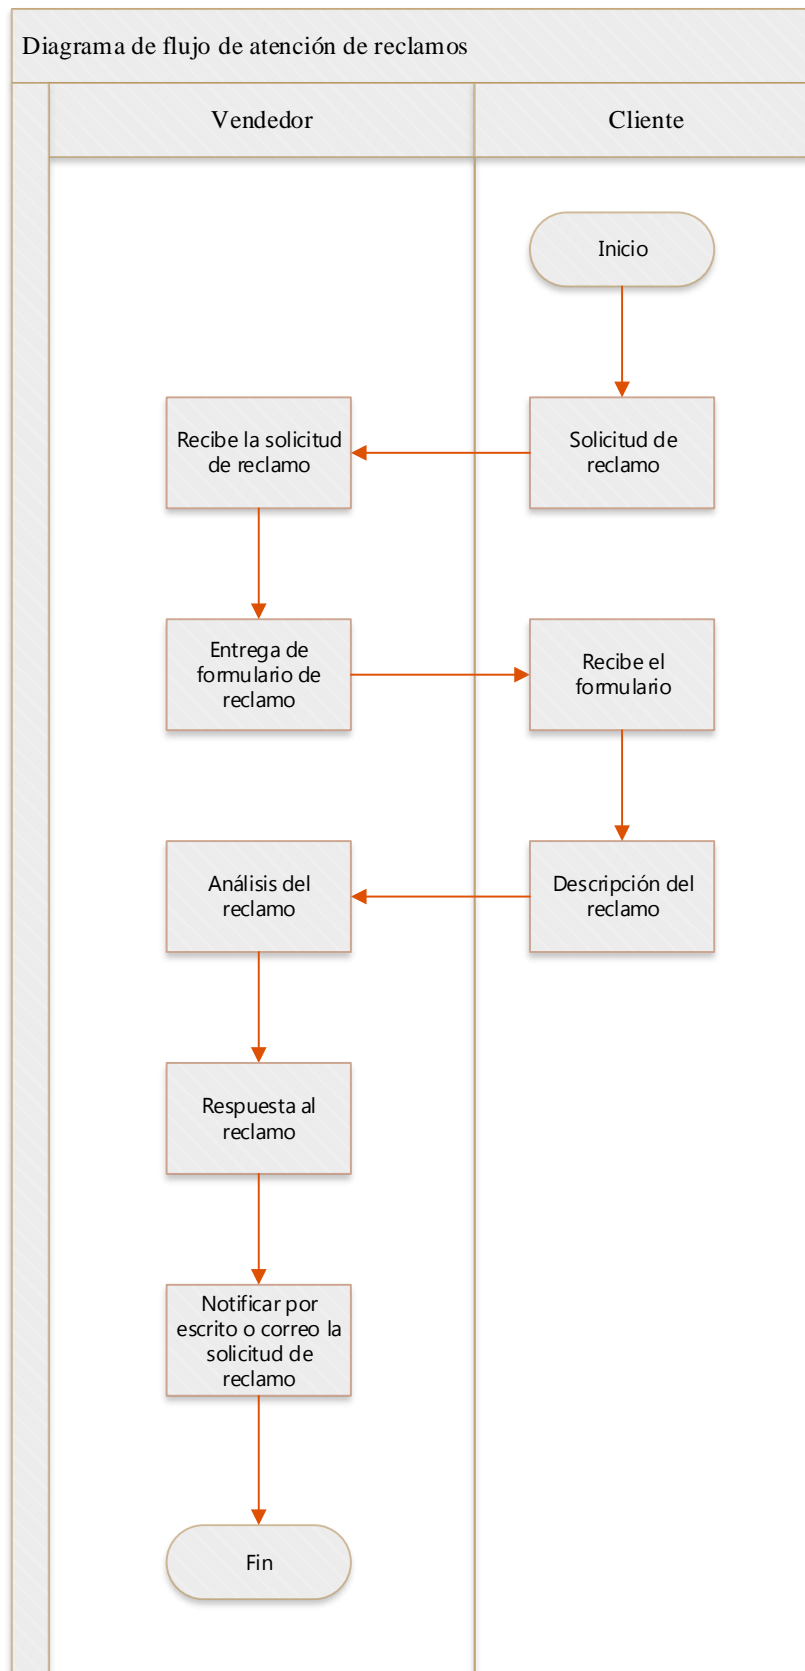 Diagrama de flujo de atención de reclamos
Vendedor
Cliente
Inicio
Recibe la solicitud
de reclamo
Solicitud de
reclamo
Entrega de
formulario de
reclamo
Recibe el
formulario
Análisis del
reclamo
Descripción del
reclamo
Respuesta al
reclamo
Notificar por
escrito o correo la
solicitud de
reclamo
Fin